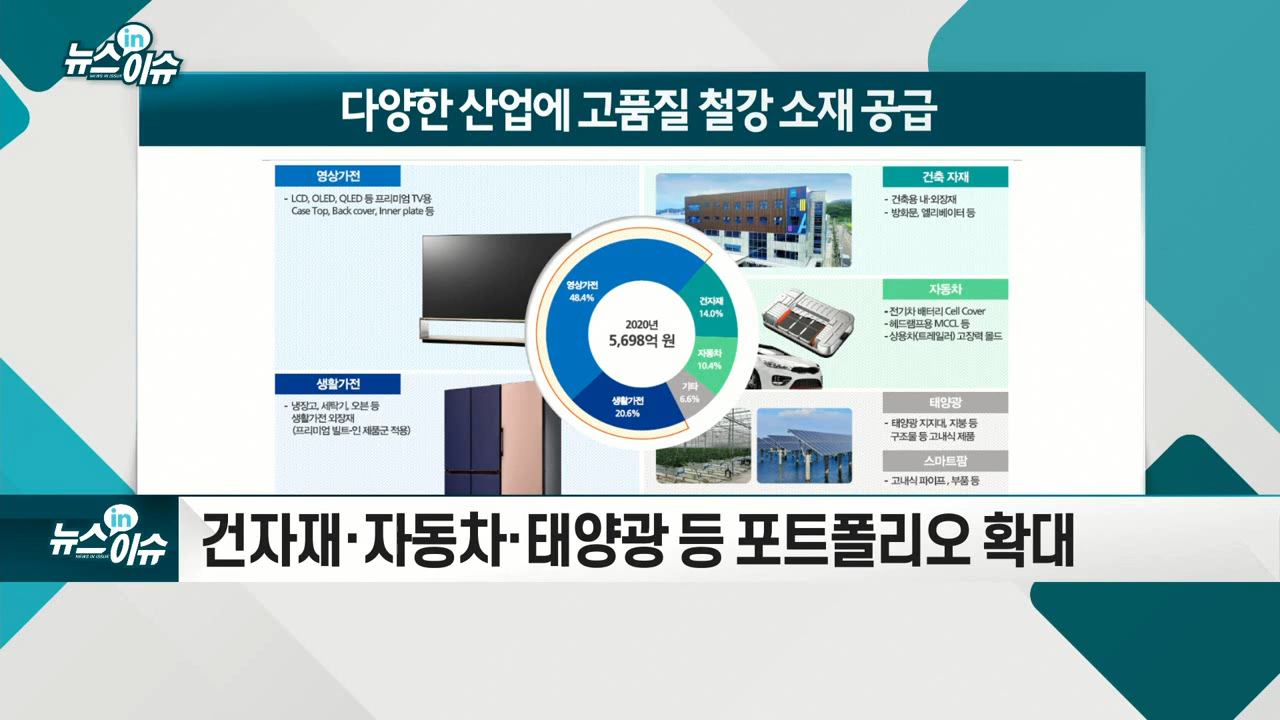 뉴스in이슈
NEWS IN ISSUE
다양한 산업에 고품질 철강 소재 공급
영상가전
- LCD, OLED, QLED 등 프리미엄 TV용
Case Top, Back cover, Inner plate 등
생활가전
- 냉장고, 세탁기, 오븐 등
생활가전 외장재
(프리미엄 빌트-인 제품군 적용)
영상가전
48.4%
건자재
14.0%
2020년
5,698억 원
자동차
10.4%
기타
6.6%
생활가전
20.6%
건축 자재
- 건축용 내·외장재
- 방화문, 엘리베이터 등
자동차
- 전기차 배터리 Cell Cover
- 헤드램프용 MCCL 등
- 상용차(트레일러) 고장력 몰드
태양광
- 태양광 지지대, 지붕 등
구조물 등 고내식 제품
스마트팜
- 고내식 파이프, 부품 등
뉴스in이슈
NEWS IN ISSUE
건자재·자동차·태양광 등 포트폴리오 확대